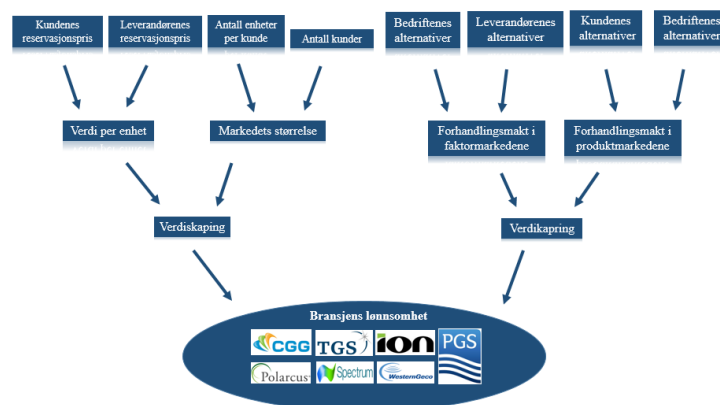 Kundenes
reservasjonspris
Leverandørenes
reservasjonspris
Antall enheter
per kunde
Antall kunder
Bedriftenes
alternativer
Leverandørenes
alternativer
Kundenes
alternativer
Bedriftenes
alternativer
Verdi per enhet
Markedets størrelse
Forhandlingsmakt i
faktormarkedene
Forhandlingsmakt i
produktmarkedene
Verdiskaping
Verdikapring
Bransjens lønnsomhet
CGG
TGS
ion
PGS
Polarcus
Spectrum
WesternGeco